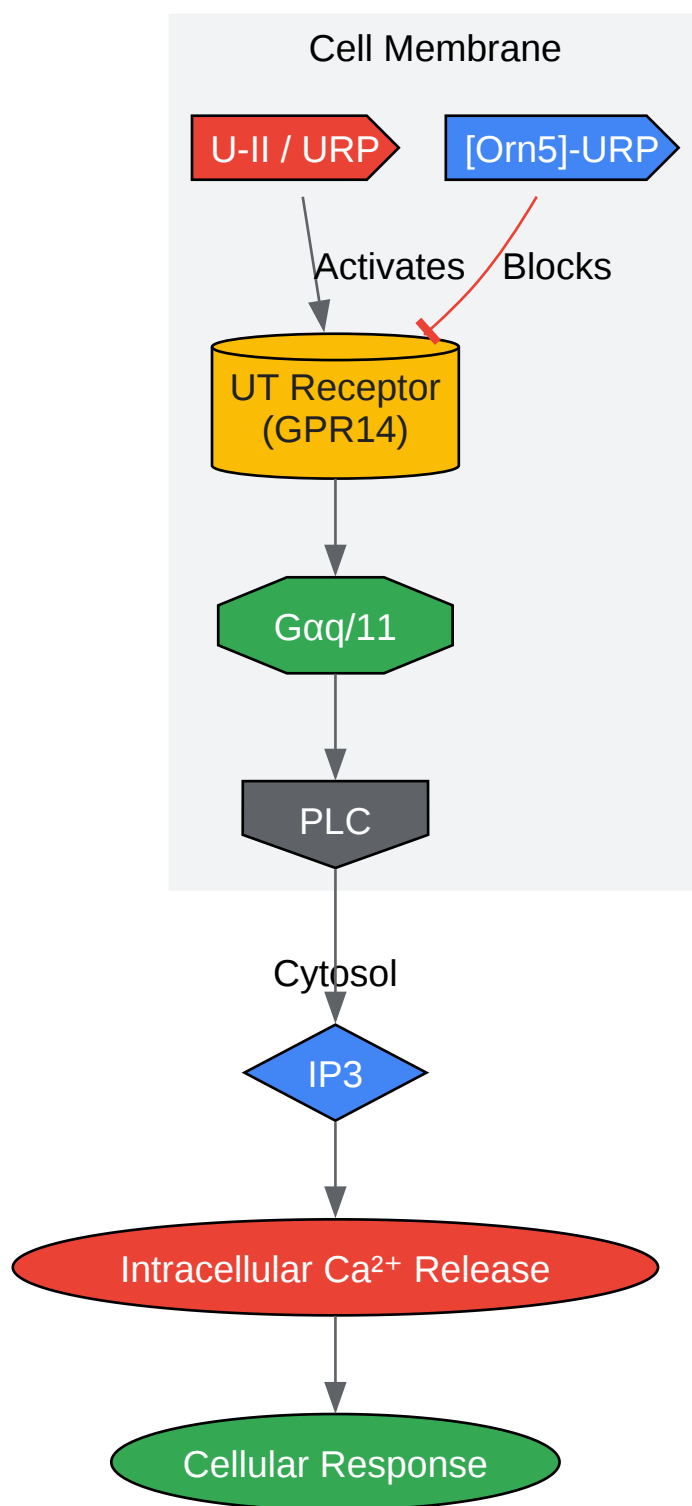 Cell Membrane
U-II / URP
[Orn5]-URP
Activates
Blocks
UT Receptor
(GPR14)
Gαq/11
PLC
Cytosol
IP3
Intracellular Ca²⁺ Release
Cellular Response